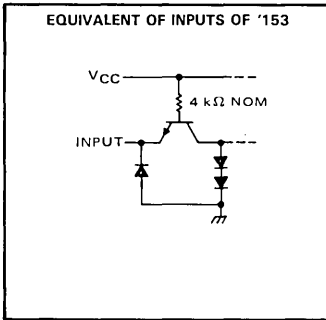 EQUIVALENT OF INPUTS OF '153
VCC
4 kΩ NOM
INPUT